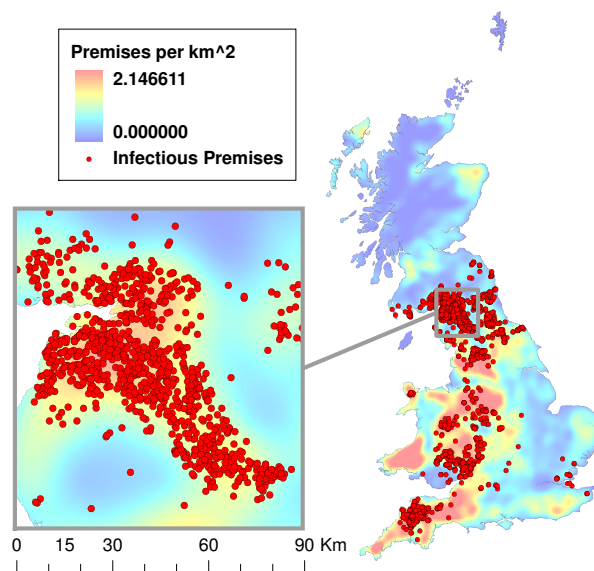 Premises per km^2
2.146611
0.000000
Infectious Premises
0 15 30 60 90 Km